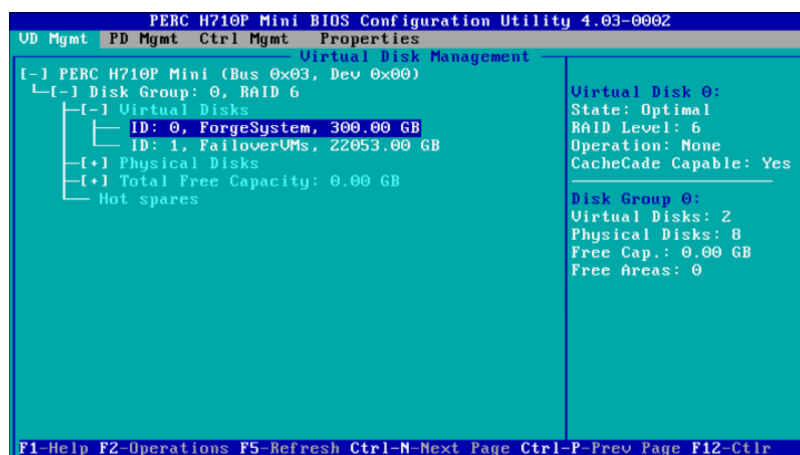 PERC H710P Mini BIOS Configuration Utility 4.03-0002
VD Mgmt PD Mgmt Ctrl Mgmt Properties
Virtual Disk Management
[-] PERC H710P Mini (Bus 0x03, Dev 0x00)
[-] Disk Group: 0, RAID 6
[-] Virtual Disks
ID: 0, ForgeSystem, 300.00 GB
ID: 1, FailoverVMs, 22053.00 GB
[+] Physical Disks
[+] Total Free Capacity: 0.00 GB
Hot spares
Virtual Disk 0:
State: Optimal
RAID Level: 6
Operation: None
CacheCade Capable: Yes
Disk Group 0:
Virtual Disks: 2
Physical Disks: 8
Free Cap.: 0.00 GB
Free Areas: 0
F1-Help F2-Operations F5-Refresh Ctrl-N-Next Page Ctrl-P-Prev Page F12-Ctlr